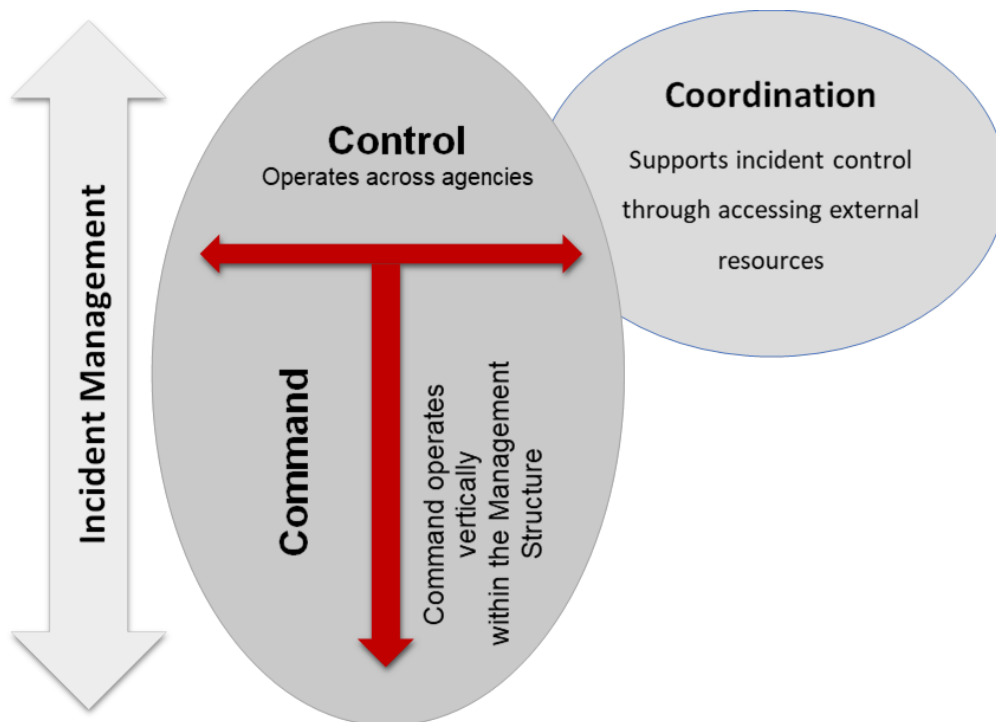 Incident Management
Control
Operates across agencies
Command
Command operates
vertically
within the Management
Structure
Coordination
Supports incident control
through accessing external
resources